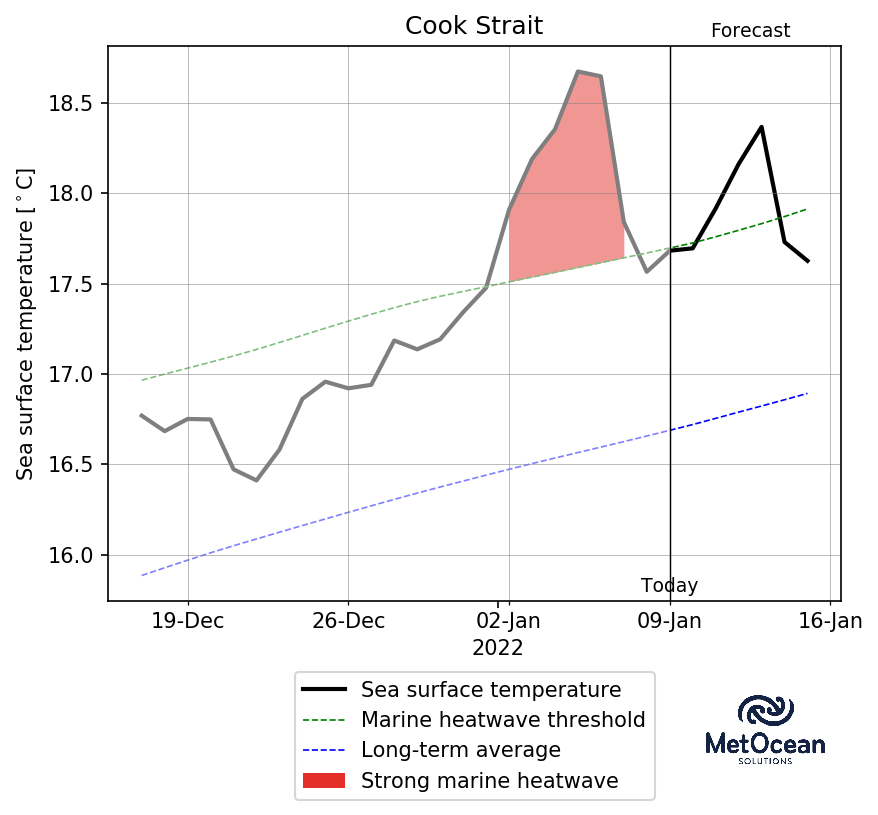 Cook Strait
Forecast
Sea surface temperature [°C]
18.5
18.0
17.5
17.0
16.5
16.0
Today
19-Dec 26-Dec 02-Jan 09-Jan 16-Jan
2022
Sea surface temperature
Marine heatwave threshold
Long-term average
Strong marine heatwave
MetOcean
SOLUTIONS